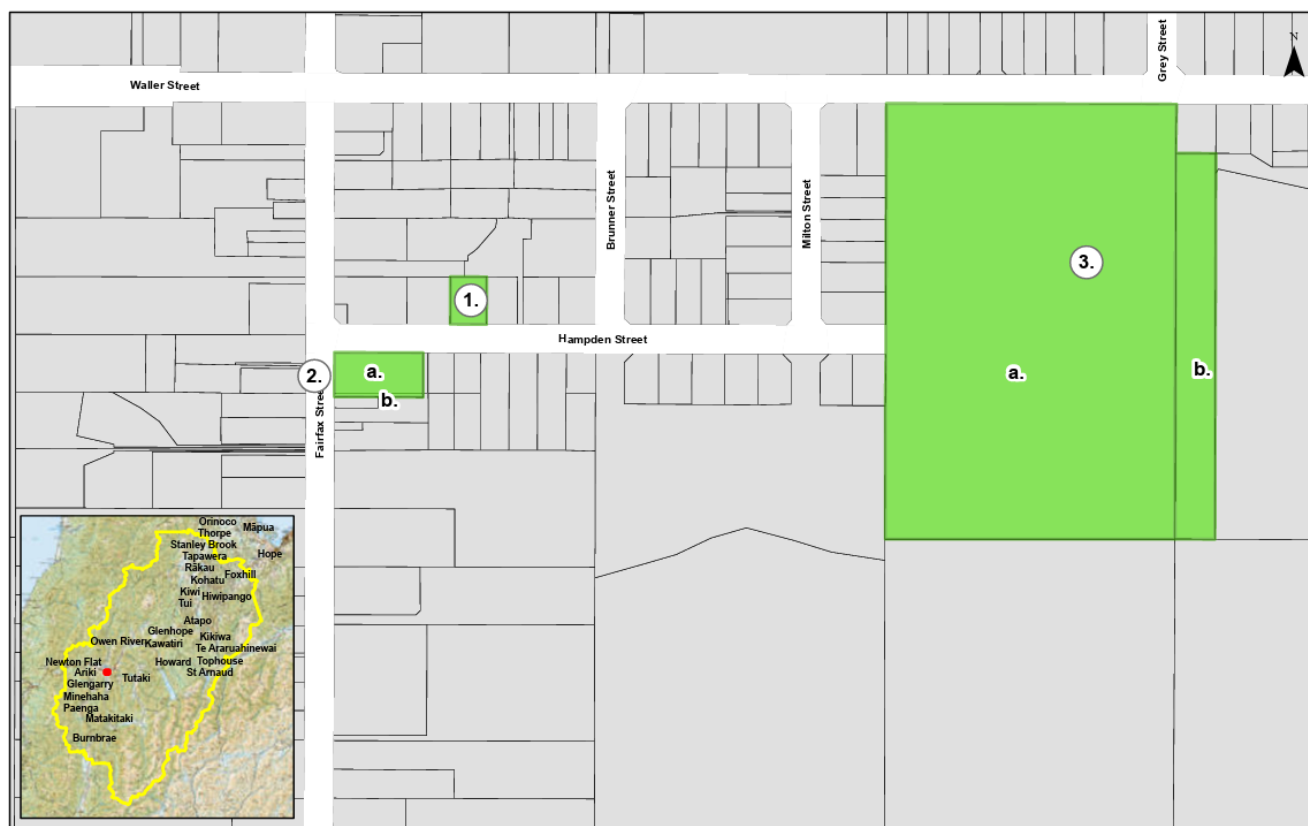 N
Grey Street
Waller Street
Brunner Street
Milton Street
3.
1.
Hampden Street
2.
a.
a.
b.
b.
Fairfax Street
Orinoco
Māpua
Thorpe
Stanley Brook
Hope
Tapawera
Rākau
Foxhill
Kohatu
Kiwi
Hiwipango
Tui
Atapo
Glenhope
Kikiwa
Owen River
Kawatiri
Te Araruahinewai
Newton Flat
Howard
Tophouse
Ariki
St Arnaud
Tutaki
Glengarry
Minehaha
Paenga
Matakitaki
Burnbrae